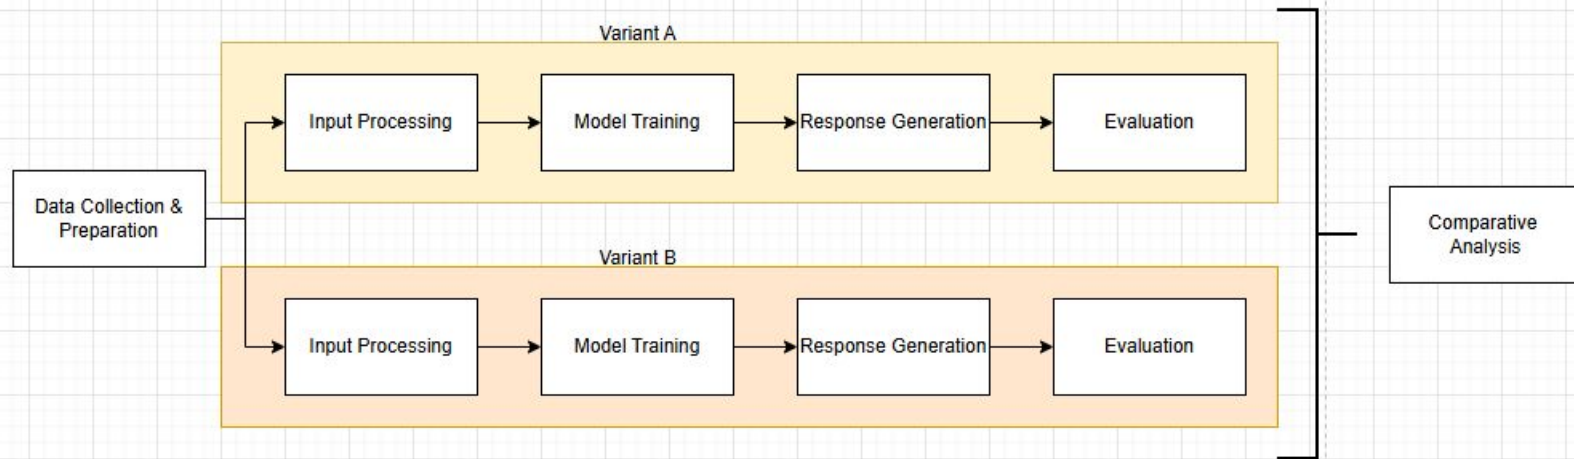 Variant A
Input Processing
Model Training
Response Generation
Evaluation
Data Collection &
Preparation
Variant B
Input Processing
Model Training
Response Generation
Evaluation
Comparative
Analysis